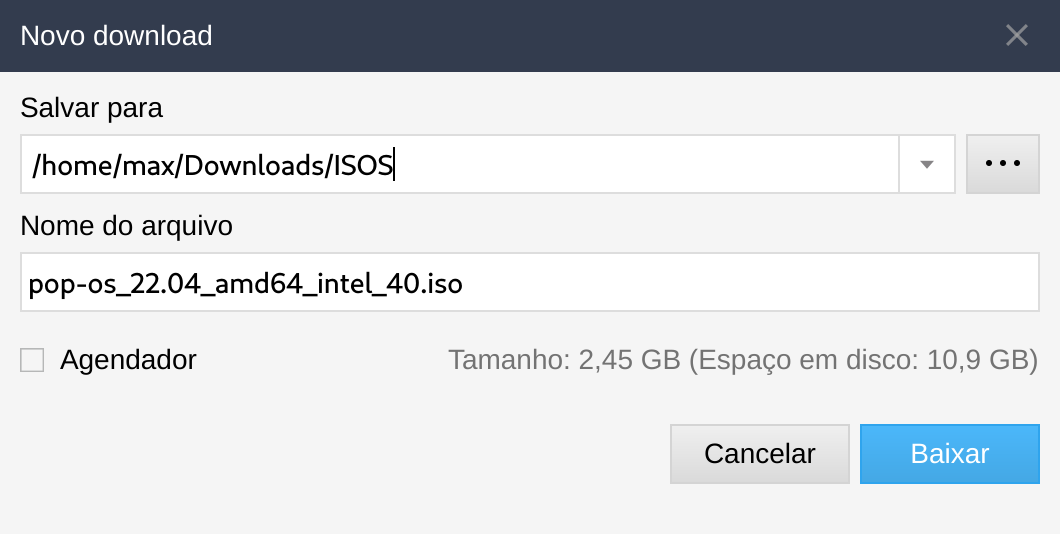 Novo download
Salvar para
/home/max/Downloads/ISOS
...
Nome do arquivo
pop-os_22.04_amd64_intel_40.iso
Agendador
Tamanho: 2,45 GB (Espaço em disco: 10,9 GB)
Cancelar
Baixar